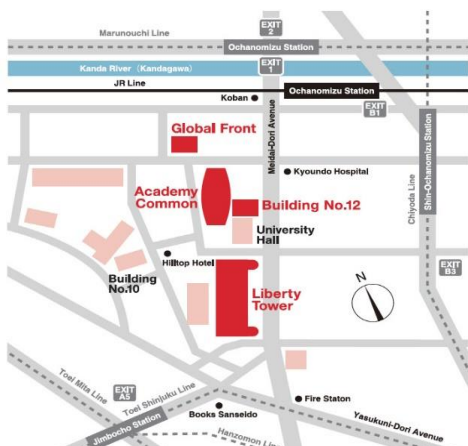 Marunouchi Line
EXIT
2
Ochanomizu Station
Kanda River (Kandagawa)
EXIT
1
JR Line
Ochanomizu Station
Koban
EXIT
B1
Global Front
Meidai-Dori Avenue
Shin-Ochanomizu Station
Kyoundo Hospital
Academy
Common
Building No.12
Chiyoda Line
University
Hall
Hilltop Hotel
EXIT
B3
Building
No.10
Liberty
Tower
N
Toei Mita Line
EXIT
A5
Toei Shinjuku Line
Jimbocho Station
Books Sanseido
Fire Staton
Yasukuni-Dori Avenue
Hanzomon Line